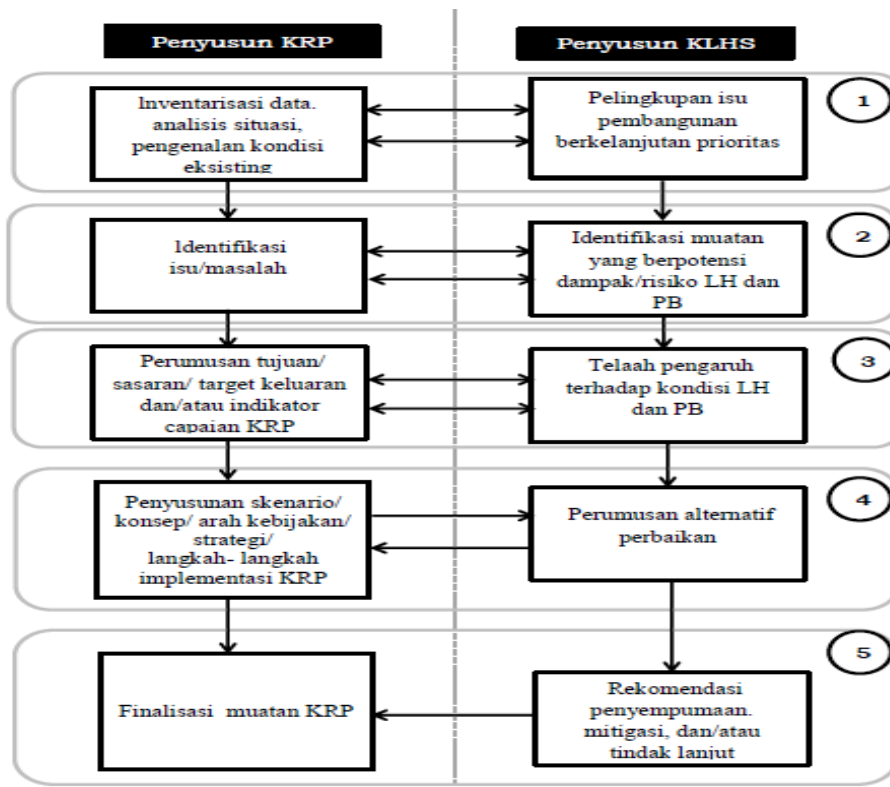 Penyusun KRP
Penyusun KLHS
Inventarisasi data.
analisis situasi,
pengenalan kondisi
eksisting
Pelingkupan isu
pembangunan
berkelanjutan prioritas
1
Identifikasi
isu/masalah
Identifikasi muatan
yang berpotensi
dampak/risiko LH dan
PB
2
Perumusan tujuan/
sasaran/ target keluaran
dan/atau indikator
capaian KRP
Telaah pengaruh
terhadap kondisi LH
dan PB
3
Penyusunan skenario/
konsep/ arah kebijakan/
strategi/
langkah- langkah
implementasi KRP
Perumusan alternatif
perbaikan
4
Finalisasi muatan KRP
Rekomendasi
penyempumaan.
mitigasi, dan/atau
tindak lanjut
5